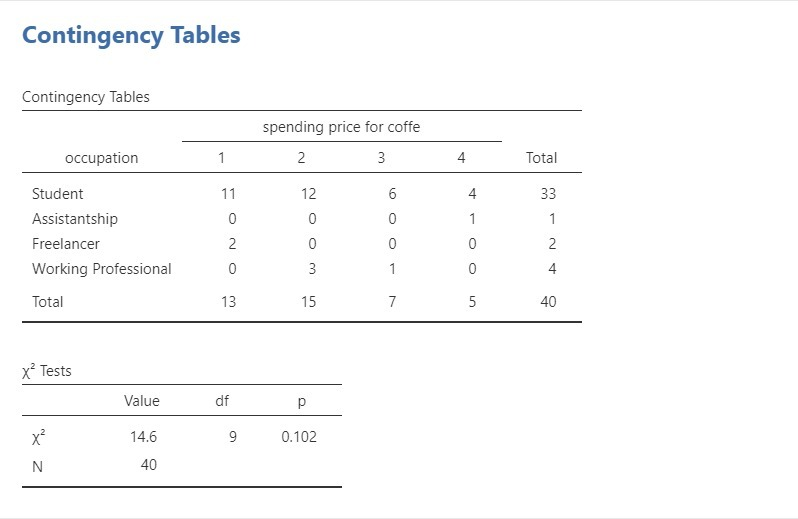 Contingency Tables
Contingency Tables
spending price for coffe
occupation 1 2 3 4 Total
Student 11 12 6 4 33
Assistantship 0 0 0 1 1
Freelancer 2 0 0 0 2
Working Professional 0 3 1 0 4
Total 13 15 7 5 40
χ² Tests
Value df p
χ² 14.6 9 0.102
N 40